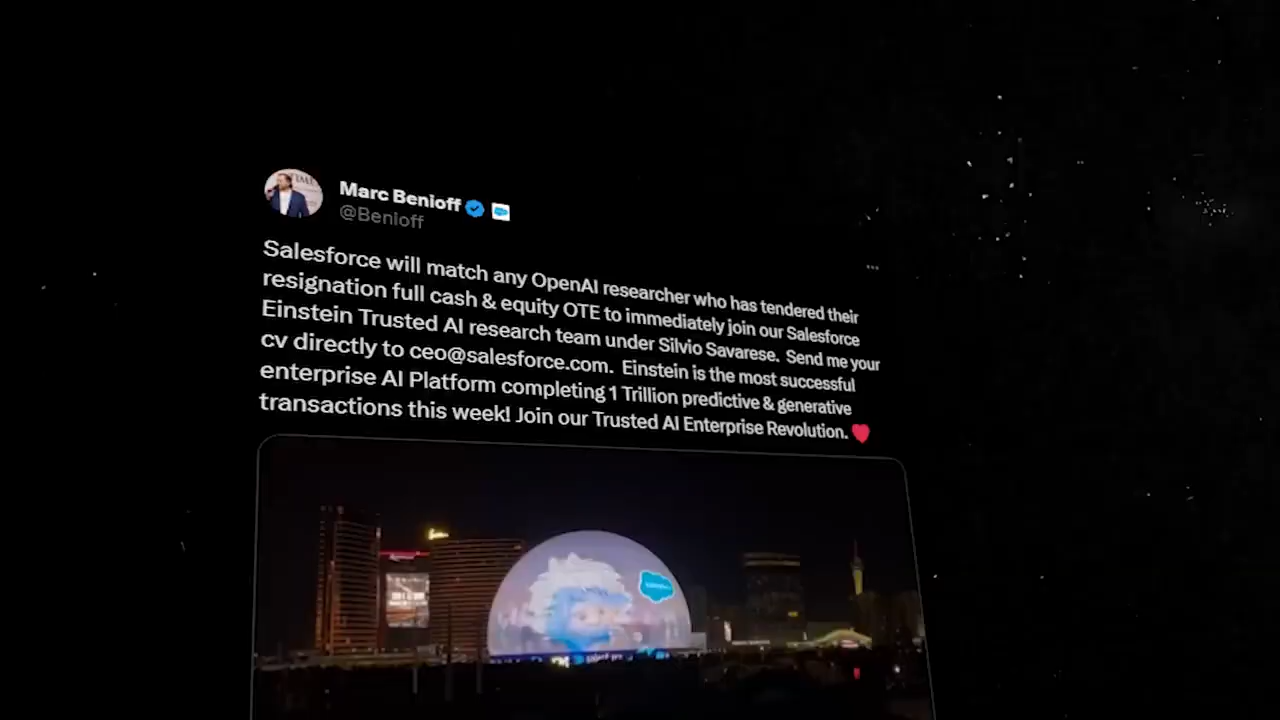 Marc Benioff
@Benioff
Salesforce will match any OpenAI researcher who has tendered their
resignation full cash & equity OTE to immediately join our Salesforce
Einstein Trusted AI research team under Silvio Savarese. Send me your
cv directly to ceo@salesforce.com. Einstein is the most successful
enterprise AI Platform completing 1 Trillion predictive & generative
transactions this week! Join our Trusted AI Enterprise Revolution. ❤️